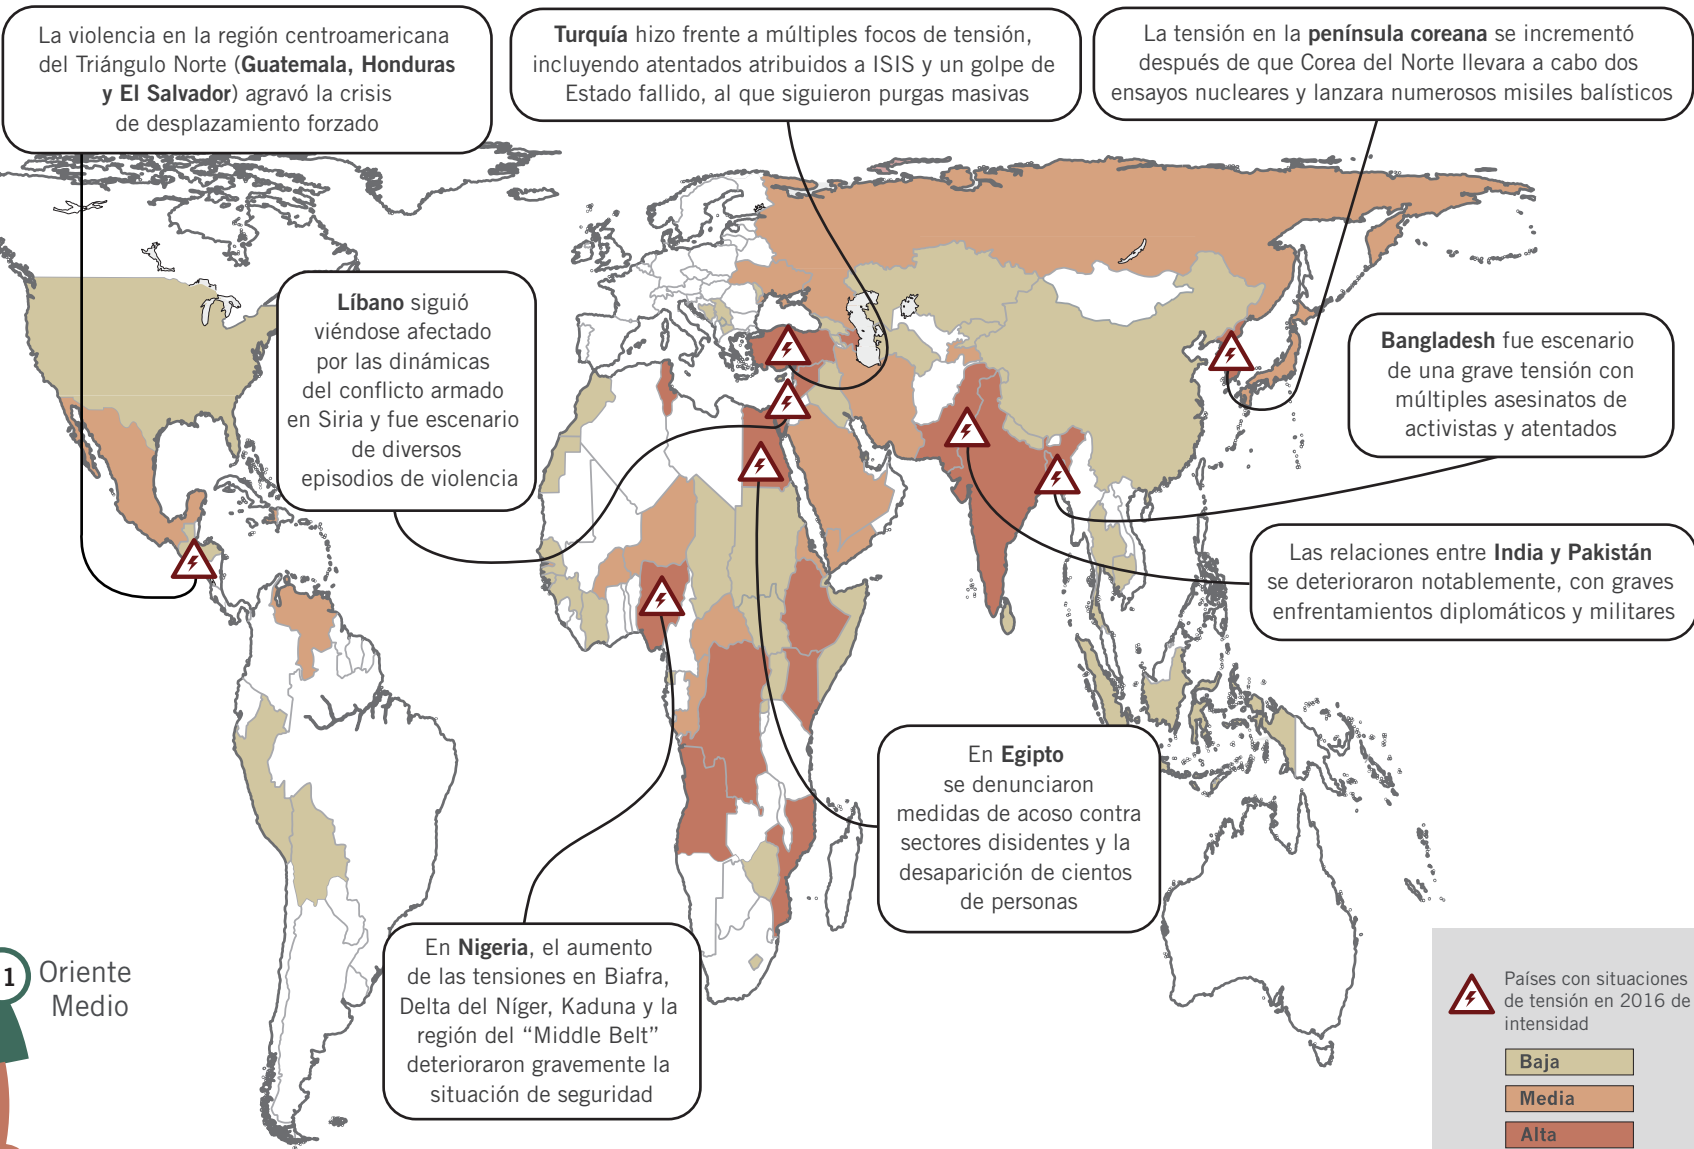 La violencia en la región centroamericana
del Triángulo Norte (Guatemala, Honduras
y El Salvador) agravó la crisis
de desplazamiento forzado
Turquía hizo frente a múltiples focos de tensión,
incluyendo atentados atribuidos a ISIS y un golpe de
Estado fallido, al que siguieron purgas masivas
La tensión en la península coreana se incrementó
después de que Corea del Norte llevara a cabo dos
ensayos nucleares y lanzara numerosos misiles balísticos
Líbano siguió
viéndose afectado
por las dinámicas
del conflicto armado
en Siria y fue escenario
de diversos
episodios de violencia
Bangladesh fue escenario
de una grave tensión con
múltiples asesinatos de
activistas y atentados
Las relaciones entre India y Pakistán
se deterioraron notablemente, con graves
enfrentamientos diplomáticos y militares
En Egipto
se denunciaron
medidas de acoso contra
sectores disidentes y la
desaparición de cientos
de personas
En Nigeria, el aumento
de las tensiones en Biafra,
Delta del Níger, Kaduna y la
región del “Middle Belt”
deterioraron gravemente la
situación de seguridad
1 Oriente
Medio
Países con situaciones
de tensión en 2016 de
intensidad
Baja
Media
Alta